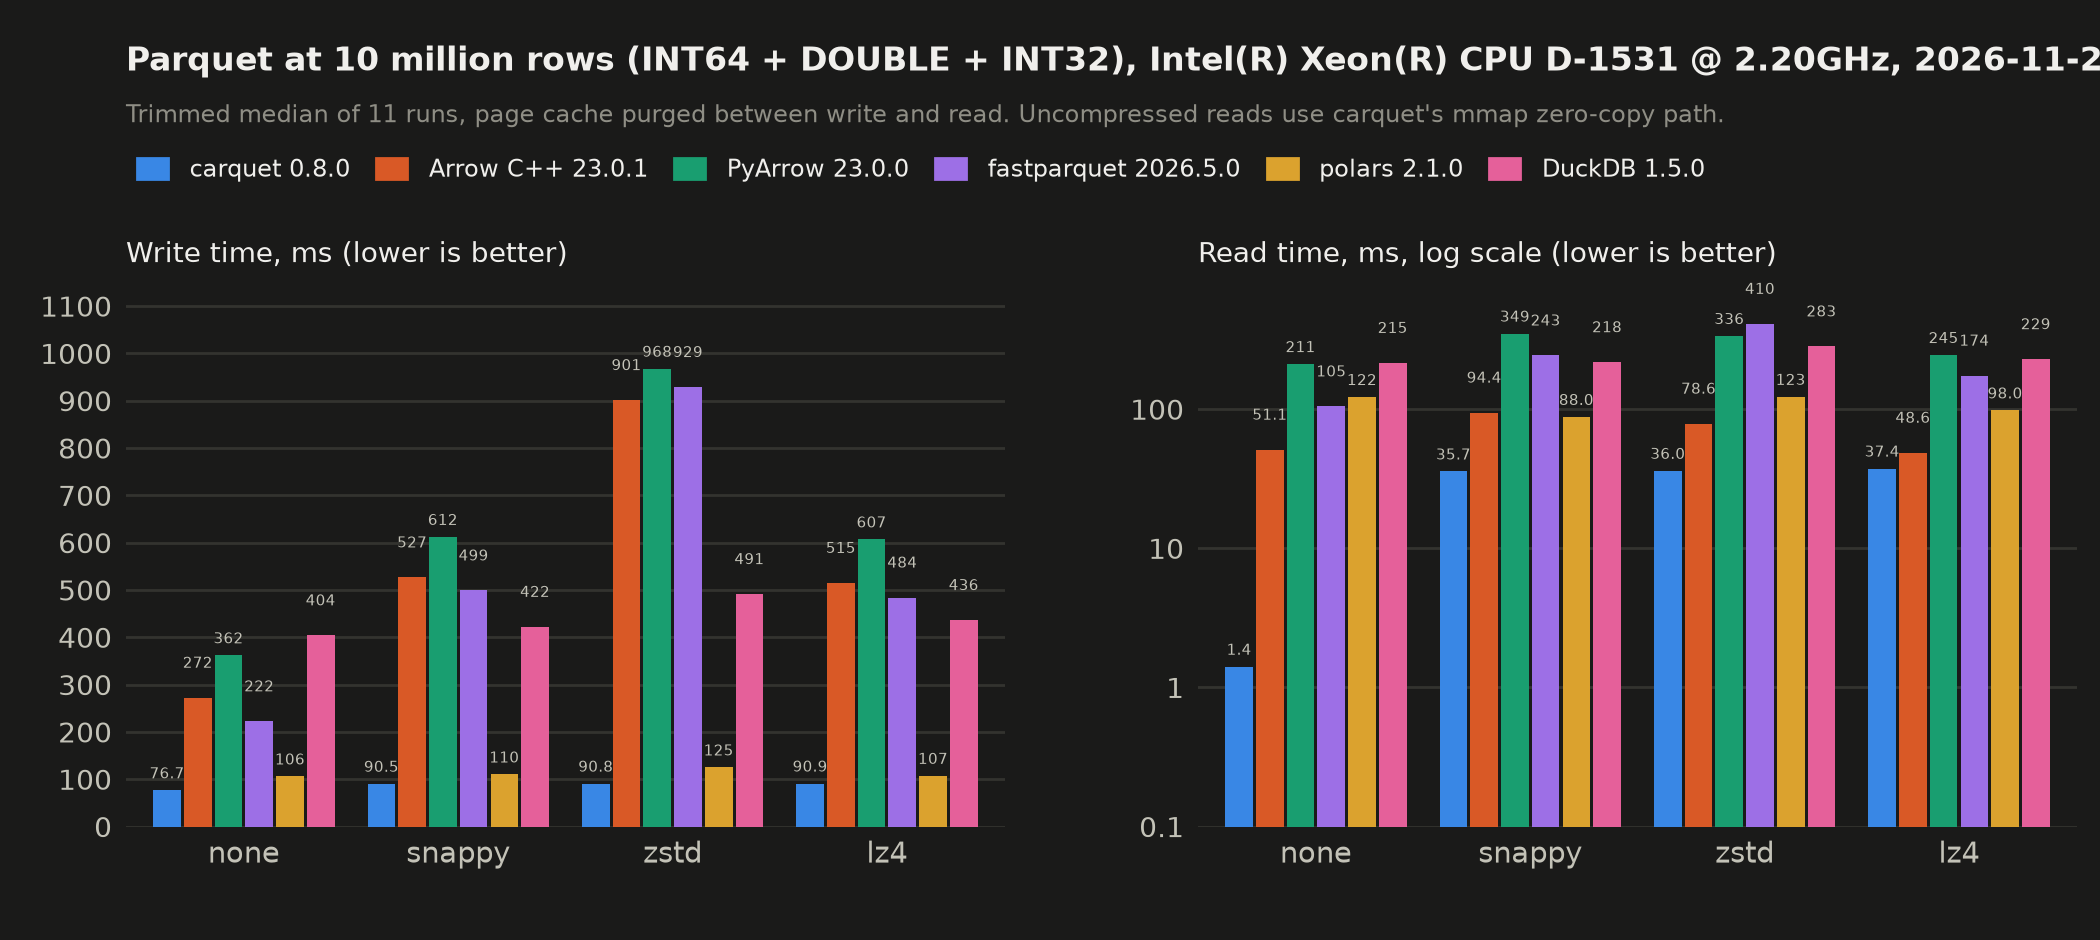 Parquet at 10 million rows (INT64 + DOUBLE + INT32), Intel(R) Xeon(R) CPU D-1531 @ 2.20GHz, 2026-11-2
Trimmed median of 11 runs, page cache purged between write and read. Uncompressed reads use carquet's mmap zero-copy path.
carquet 0.8.0 Arrow C++ 23.0.1 PyArrow 23.0.0 fastparquet 2026.5.0 polars 2.1.0 DuckDB 1.5.0
Write time, ms (lower is better)
1100
1000
900
800
700
600
500
400
300
200
100
0
76.7 272 362 222 106 404
90.5 527 612 499 110 422
90.8 901 968 929 125 491
90.9 515 607 484 107 436
none snappy zstd lz4
Read time, ms, log scale (lower is better)
100
10
1
0.1
1.4 51.1 211 105 122 215
35.7 94.4 349 243 88.0 218
36.0 78.6 336 410 123 283
37.4 48.6 245 174 98.0 229
none snappy zstd lz4